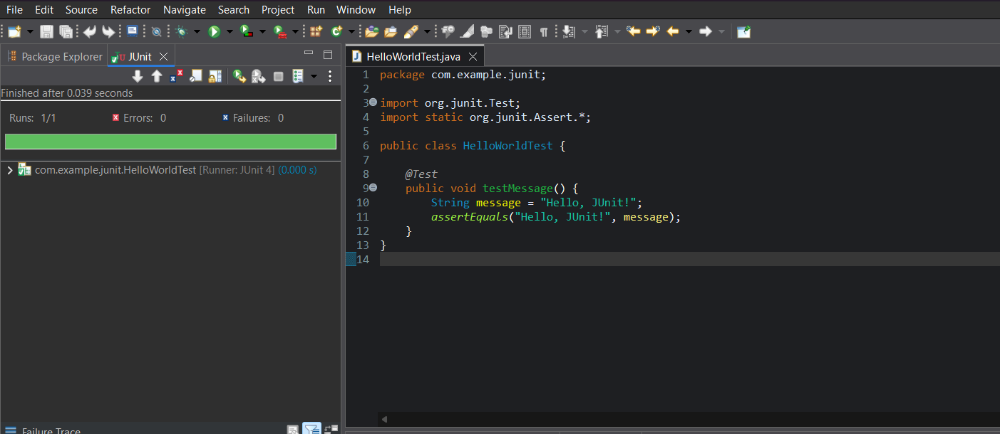 File Edit Source Refactor Navigate Search Project Run Window Help
Package Explorer JUnit
Finished after 0.039 seconds
Runs: 1/1 Errors: 0 Failures: 0
com.example.junit.HelloWorldTest [Runner: JUnit 4] (0.000 s)
Failure Trace
HelloWorldTest.java
1 package com.example.junit;
2
3 import org.junit.Test;
4 import static org.junit.Assert.*;
5
6 public class HelloWorldTest {
7
8 @Test
9 public void testMessage() {
10 String message = "Hello, JUnit!";
11 assertEquals("Hello, JUnit!", message);
12 }
13 }
14